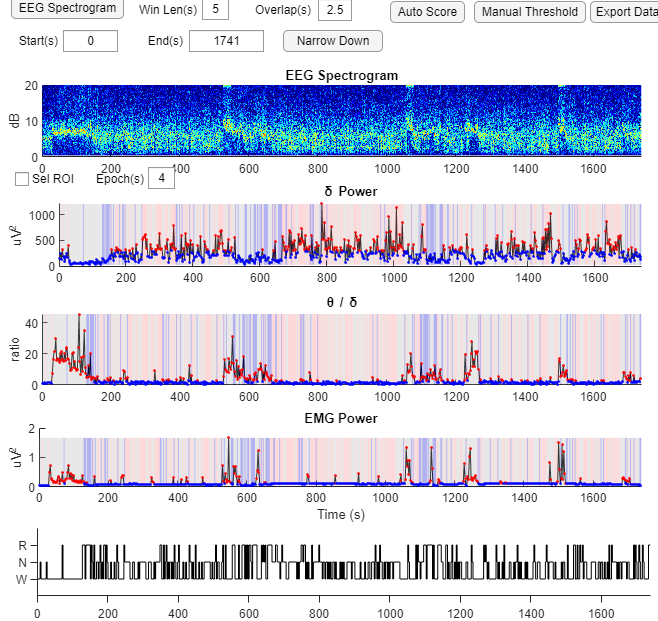 EEG Spectrogram Win Len(s) 5 Overlap(s) 2.5 Auto Score Manual Threshold Export Data
Start(s) 0 End(s) 1741 Narrow Down
EEG Spectrogram
20
10
0
dB
0 200 400 600 800 1000 1200 1400 1600
Sel ROI Epoch(s) 4
δ Power
1000
500
0
uV²
0 200 400 600 800 1000 1200 1400 1600
θ / δ
40
20
0
ratio
0 200 400 600 800 1000 1200 1400 1600
EMG Power
2
1
0
uV²
0 200 400 600 800 1000 1200 1400 1600
Time (s)
R
N
W
0 200 400 600 800 1000 1200 1400 1600